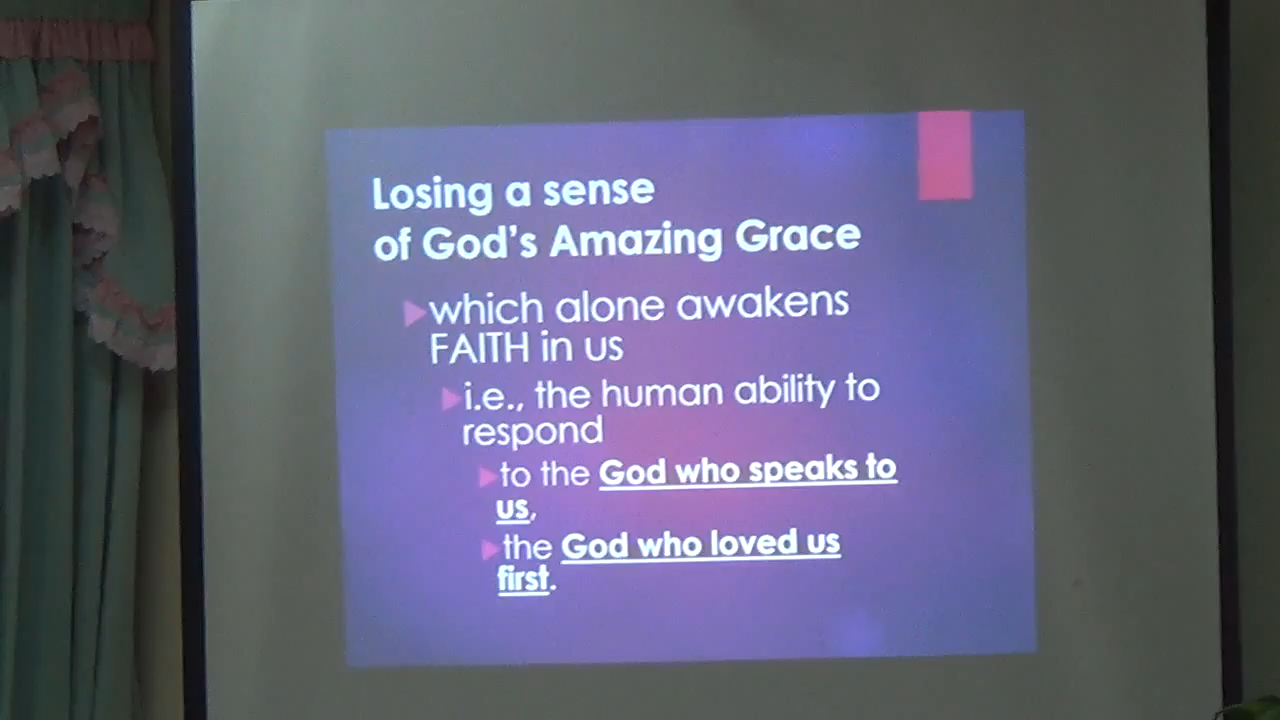 Losing a sense
of God's Amazing Grace
which alone awakens
FAITH in us
i.e., the human ability to
respond
to the God who speaks to
us,
the God who loved us
first.